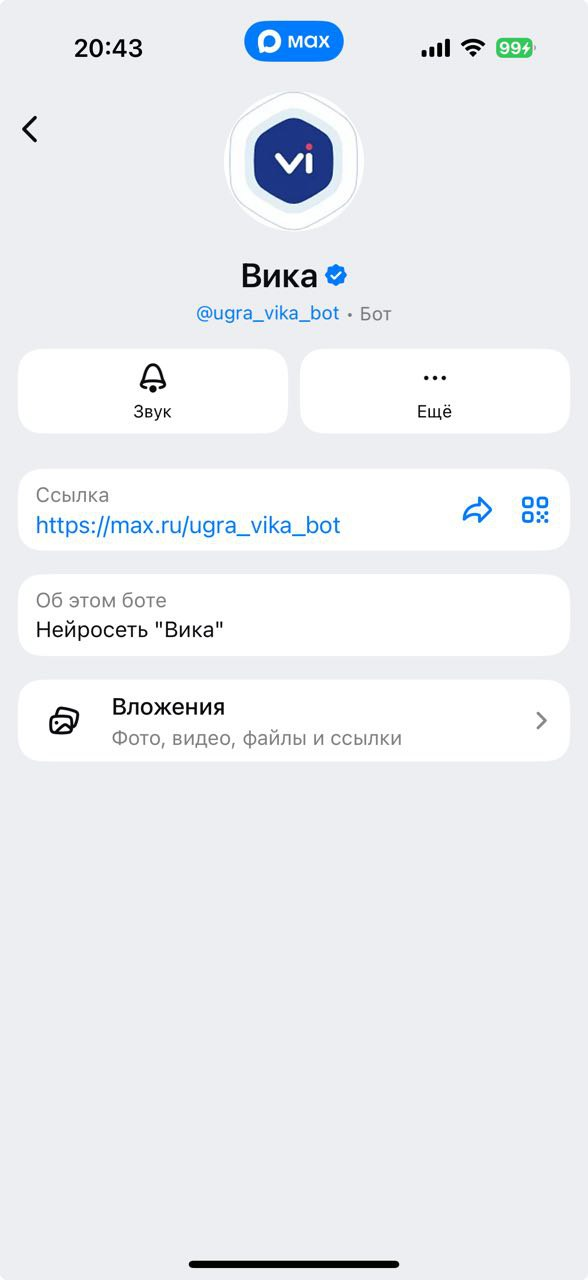 20:43
max
99
vi
Вика
@ugra_vika_bot • Бот
Звук
Ещё
Ссылка
https://max.ru/ugra_vika_bot
Об этом боте
Нейросеть "Вика"
Вложения
Фото, видео, файлы и ссылки